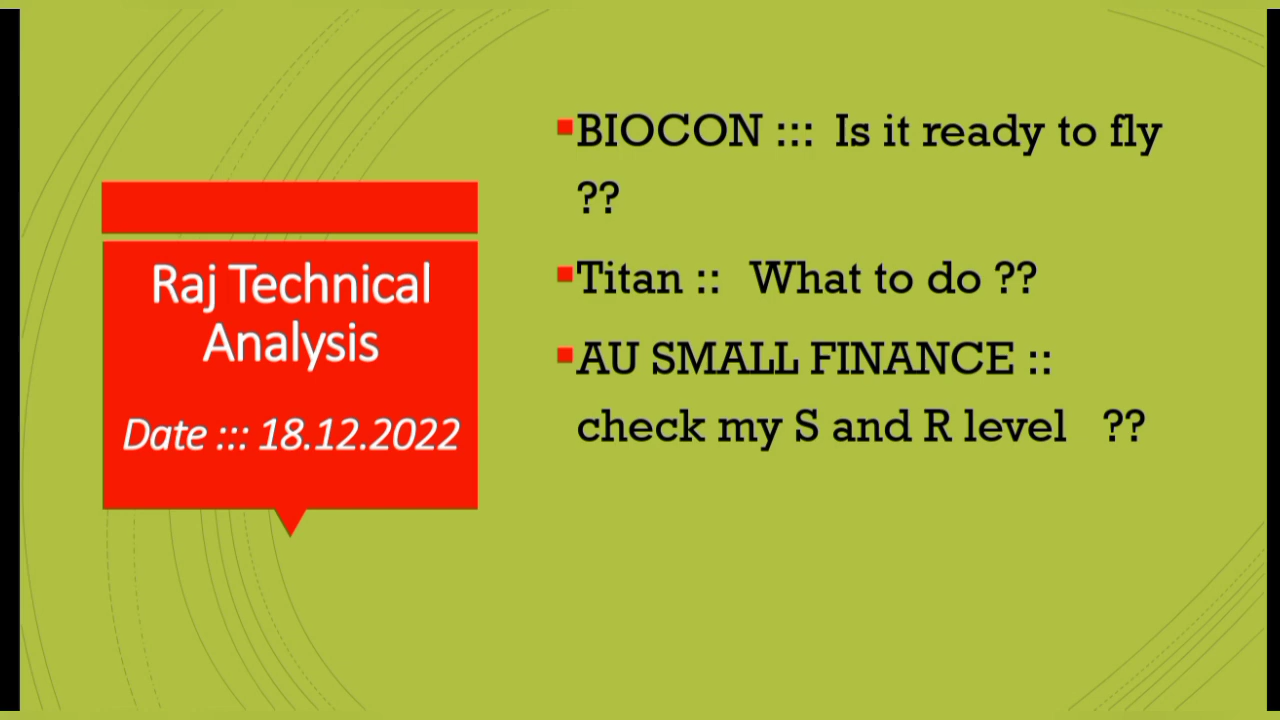 Raj Technical
Analysis
Date ::: 18.12.2022
BIOCON ::: Is it ready to fly
??
Titan :: What to do ??
AU SMALL FINANCE ::
check my S and R level ??